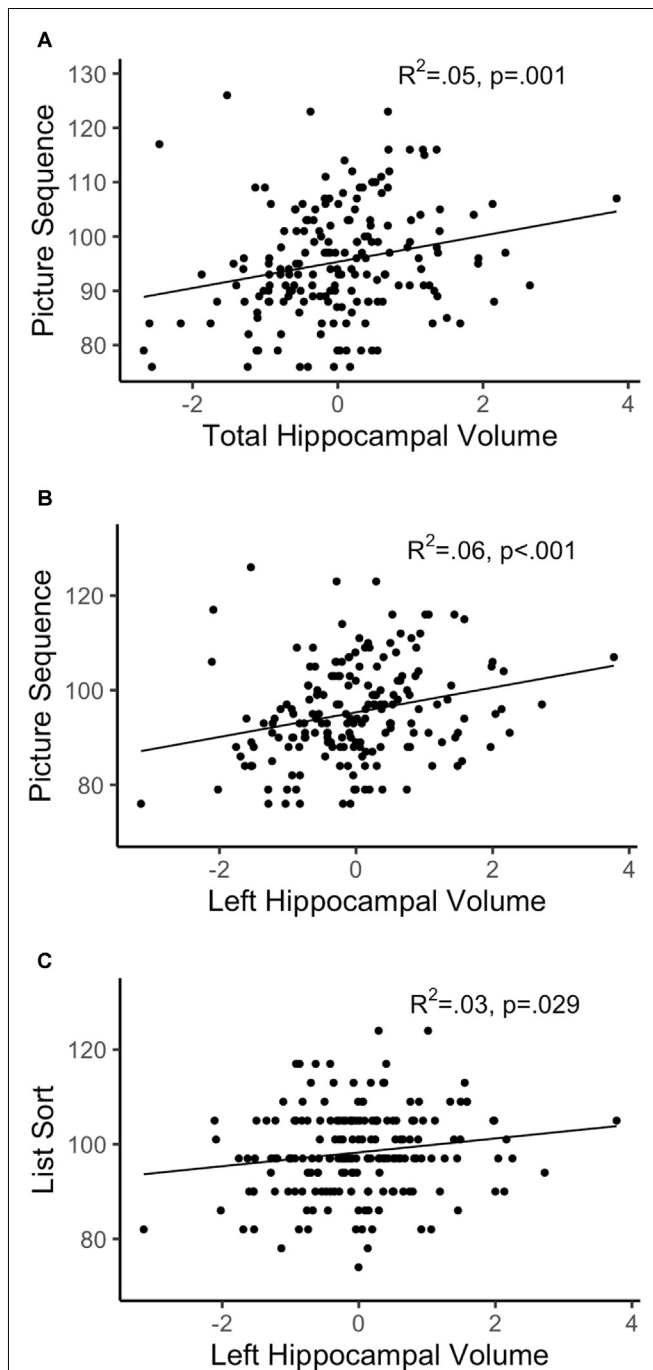 A
R²=.05, p=.001
130
120
110
100
90
80
Picture Sequence
-2 0 2 4
Total Hippocampal Volume
B
R²=.06, p<.001
120
100
80
Picture Sequence
-2 0 2 4
Left Hippocampal Volume
C
R²=.03, p=.029
120
100
80
List Sort
-2 0 2 4
Left Hippocampal Volume